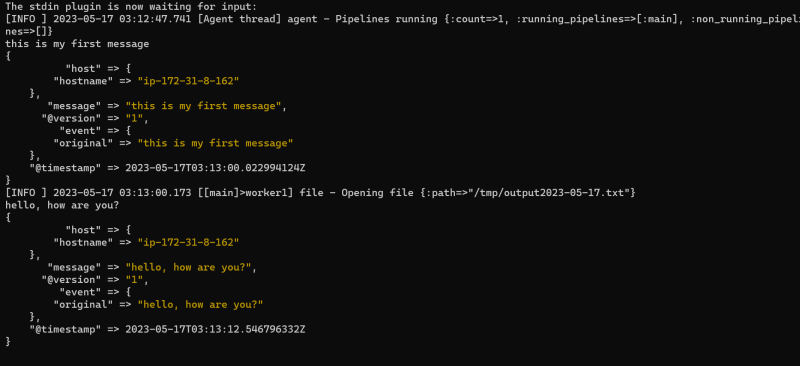 The stdin plugin is now waiting for input:
[INFO ] 2023-05-17 03:12:47.741 [Agent thread] agent - Pipelines running {:count=>1, :running_pipelines=>[:main], :non_running_pipeli
nes=>[]}
this is my first message
{
          "host" => {
        "hostname" => "ip-172-31-8-162"
    },
       "message" => "this is my first message",
      "@version" => "1",
         "event" => {
        "original" => "this is my first message"
    },
    "@timestamp" => 2023-05-17T03:13:00.022994124Z
}
[INFO ] 2023-05-17 03:13:00.173 [[main]>worker1] file - Opening file {:path=>"/tmp/output2023-05-17.txt"}
hello, how are you?
{
          "host" => {
        "hostname" => "ip-172-31-8-162"
    },
       "message" => "hello, how are you?",
      "@version" => "1",
         "event" => {
        "original" => "hello, how are you?"
    },
    "@timestamp" => 2023-05-17T03:13:12.546796332Z
}